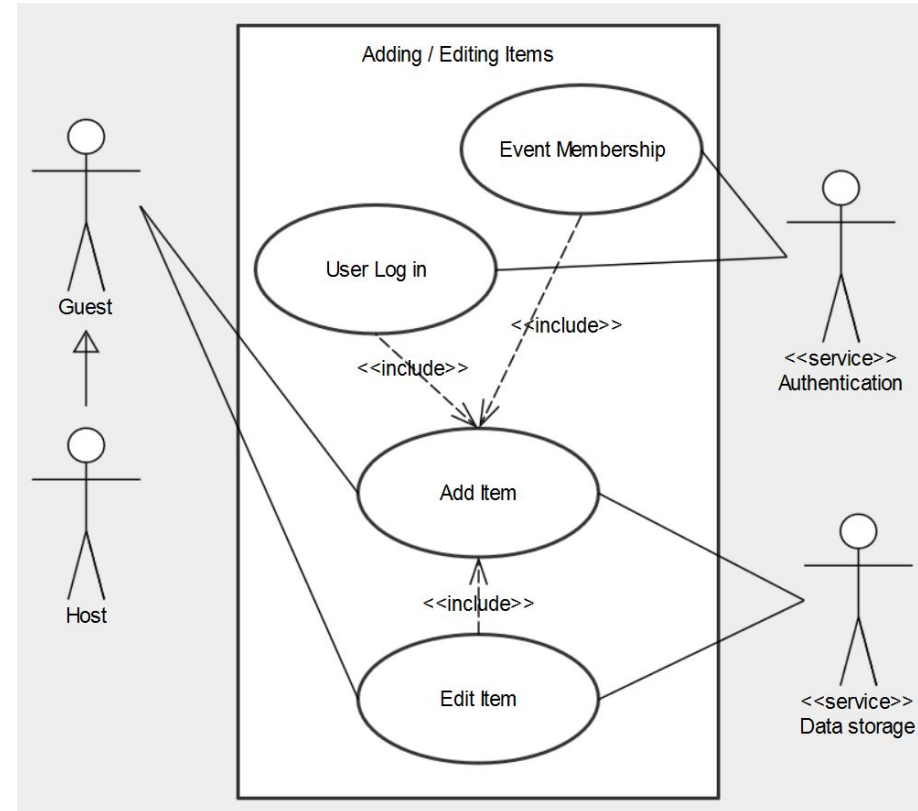 Adding / Editing Items
Event Membership
User Log in
Guest
<<include>>
<<include>>
<<service>>
Authentication
Add Item
Host
<<include>>
Edit Item
<<service>>
Data storage